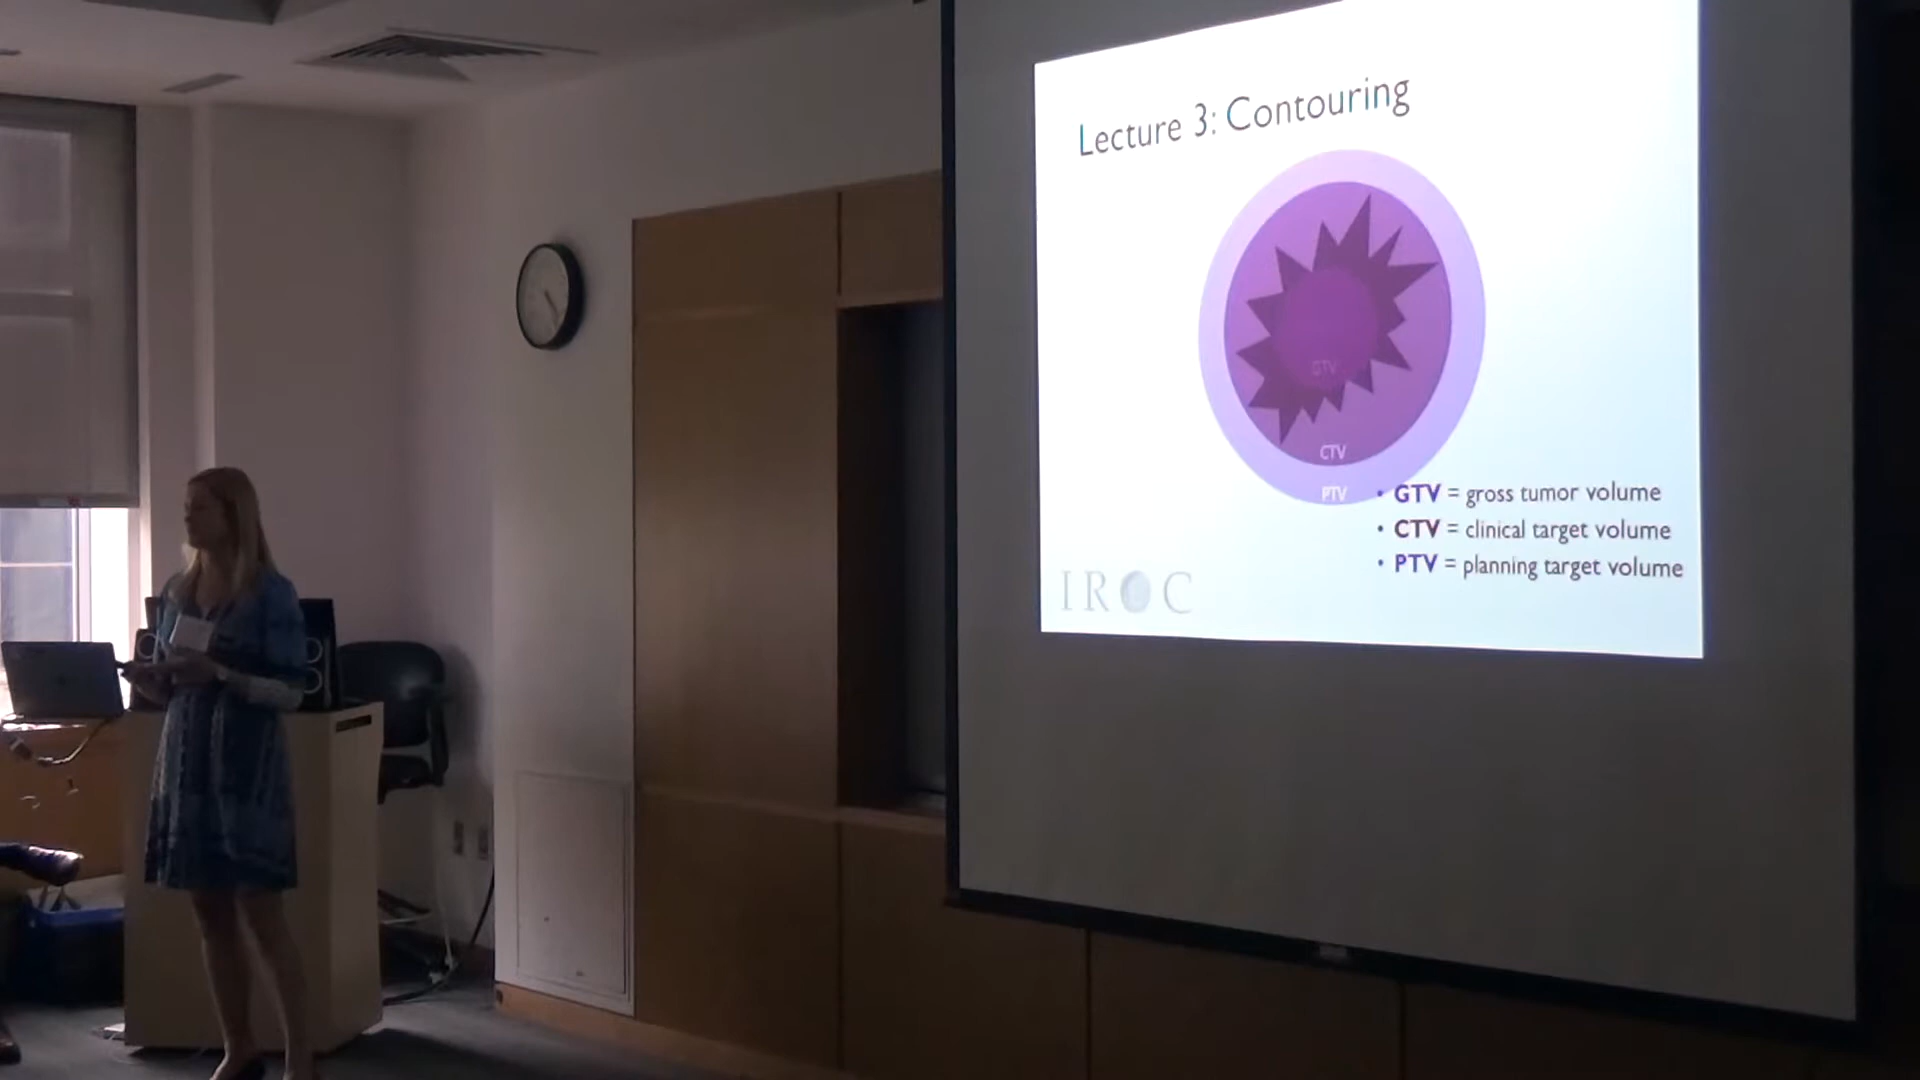 Lecture 3: Contouring
GTV
CTV
PTV
• GTV = gross tumor volume
• CTV = clinical target volume
• PTV = planning target volume
IROC